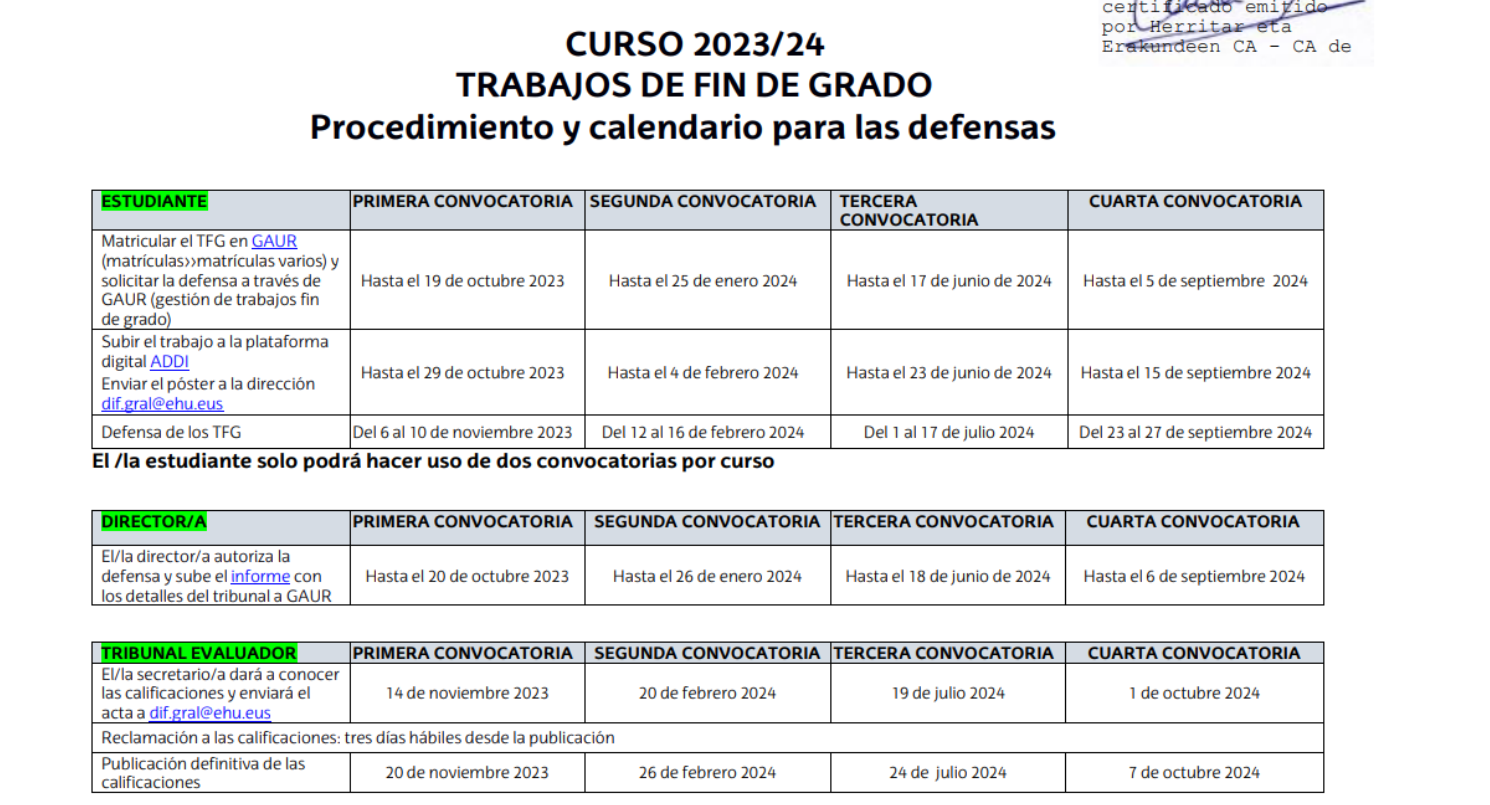 certificado emitido
por Herritar eta
Erakundeen CA - CA de
CURSO 2023/24
TRABAJOS DE FIN DE GRADO
Procedimiento y calendario para las defensas
ESTUDIANTE PRIMERA CONVOCATORIA SEGUNDA CONVOCATORIA TERCERA CONVOCATORIA CUARTA CONVOCATORIA
Matricular el TFG en GAUR
(matrículas>>matrículas varios) y
solicitar la defensa a través de
GAUR (gestión de trabajos fin
de grado)
Hasta el 19 de octubre 2023 Hasta el 25 de enero 2024 Hasta el 17 de junio de 2024 Hasta el 5 de septiembre 2024
Subir el trabajo a la plataforma
digital ADDI
Enviar el póster a la dirección
dif.gral@ehu.eus
Hasta el 29 de octubre 2023 Hasta el 4 de febrero 2024 Hasta el 23 de junio de 2024 Hasta el 15 de septiembre 2024
Defensa de los TFG Del 6 al 10 de noviembre 2023 Del 12 al 16 de febrero 2024 Del 1 al 17 de julio 2024 Del 23 al 27 de septiembre 2024
El /la estudiante solo podrá hacer uso de dos convocatorias por curso
DIRECTOR/A PRIMERA CONVOCATORIA SEGUNDA CONVOCATORIA TERCERA CONVOCATORIA CUARTA CONVOCATORIA
El/la director/a autoriza la
defensa y sube el informe con
los detalles del tribunal a GAUR
Hasta el 20 de octubre 2023 Hasta el 26 de enero 2024 Hasta el 18 de junio de 2024 Hasta el 6 de septiembre 2024
TRIBUNAL EVALUADOR PRIMERA CONVOCATORIA SEGUNDA CONVOCATORIA TERCERA CONVOCATORIA CUARTA CONVOCATORIA
El/la secretario/a dará a conocer
las calificaciones y enviará el
acta a dif.gral@ehu.eus
14 de noviembre 2023 20 de febrero 2024 19 de julio 2024 1 de octubre 2024
Reclamación a las calificaciones: tres días hábiles desde la publicación
Publicación definitiva de las
calificaciones
20 de noviembre 2023 26 de febrero 2024 24 de julio 2024 7 de octubre 2024